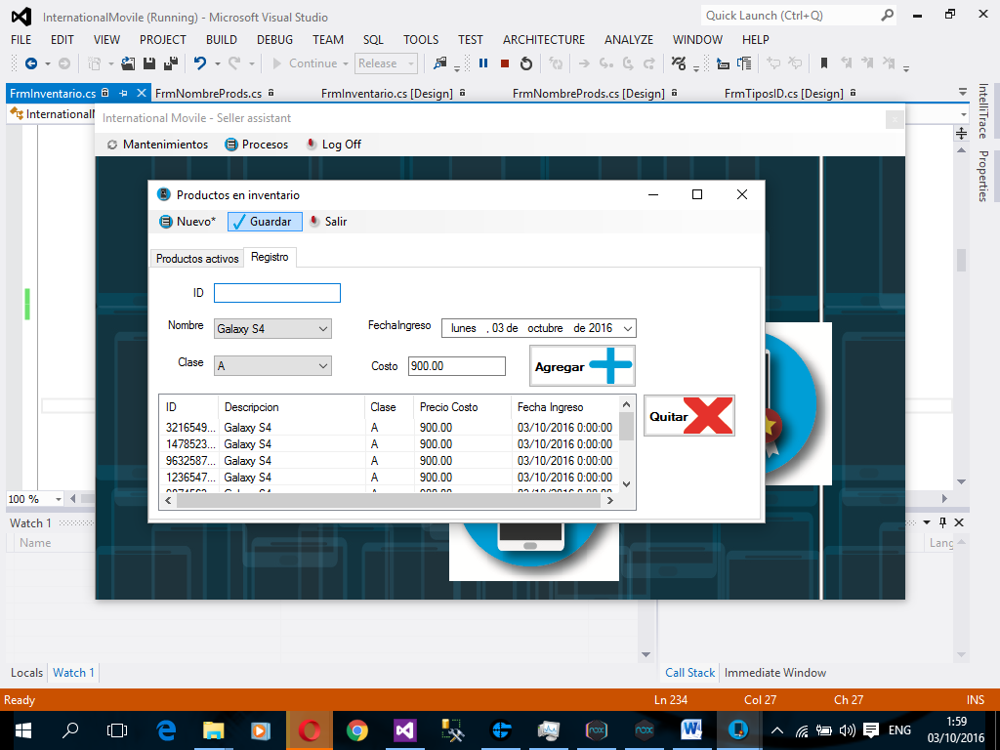 InternationalMovile (Running) - Microsoft Visual Studio
Quick Launch (Ctrl+Q)
FILE EDIT VIEW PROJECT BUILD DEBUG TEAM SQL TOOLS TEST ARCHITECTURE ANALYZE WINDOW HELP
Continue Release
FrmInventario.cs FrmNombreProds.cs FrmInventario.cs [Design] FrmNombreProds.cs [Design] FrmTiposID.cs [Design]
International Movile - Seller assistant
Mantenimientos Procesos Log Off
IntelliTrace
Properties
Productos en inventario
Nuevo* Guardar Salir
Productos activos Registro
ID
Nombre Galaxy S4 FechaIngreso lunes , 03 de octubre de 2016
Clase A Costo 900.00 Agregar
Quitar
ID Descripcion Clase Precio Costo Fecha Ingreso
3216549... Galaxy S4 A 900.00 03/10/2016 0:00:00
1478523... Galaxy S4 A 900.00 03/10/2016 0:00:00
9632587... Galaxy S4 A 900.00 03/10/2016 0:00:00
1236547... Galaxy S4 A 900.00 03/10/2016 0:00:00
100 %
Watch 1
Name
Lang
Locals Watch 1 Call Stack Immediate Window
Ready Ln 234 Col 27 Ch 27 INS
nox nox ENG 1:59
03/10/2016